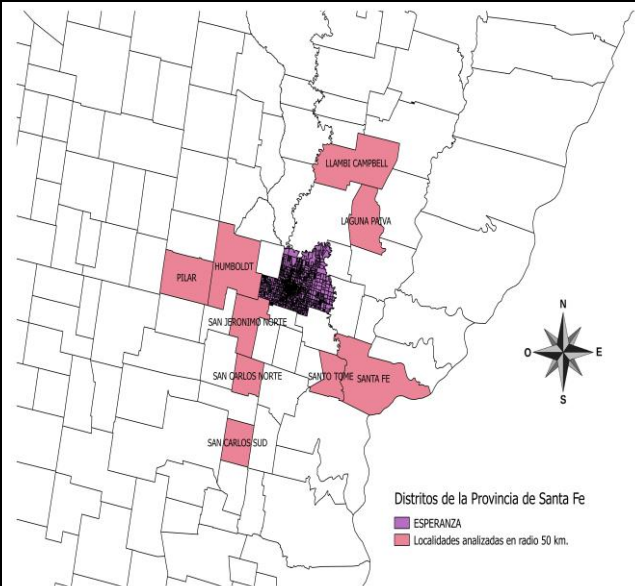 LLAMBI CAMPBELL
LAGUNA PAIVA
HUMBOLDT
PILAR
SAN JERONIMO NORTE
SAN CARLOS NORTE
SANTO TOME
SANTA FE
SAN CARLOS SUD
N
O
E
S
Distritos de la Provincia de Santa Fe
ESPERANZA
Localidades analizadas en radio 50 km.